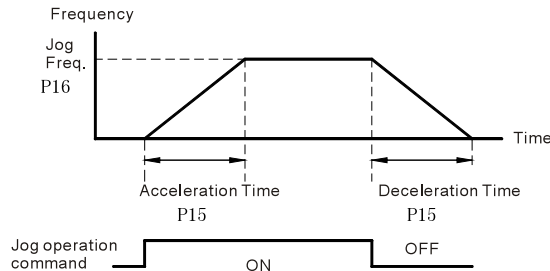 Frequency
Jog
Freq.
P16
Time
Acceleration Time
Deceleration Time
P15
P15
Jog operation
command
ON
OFF